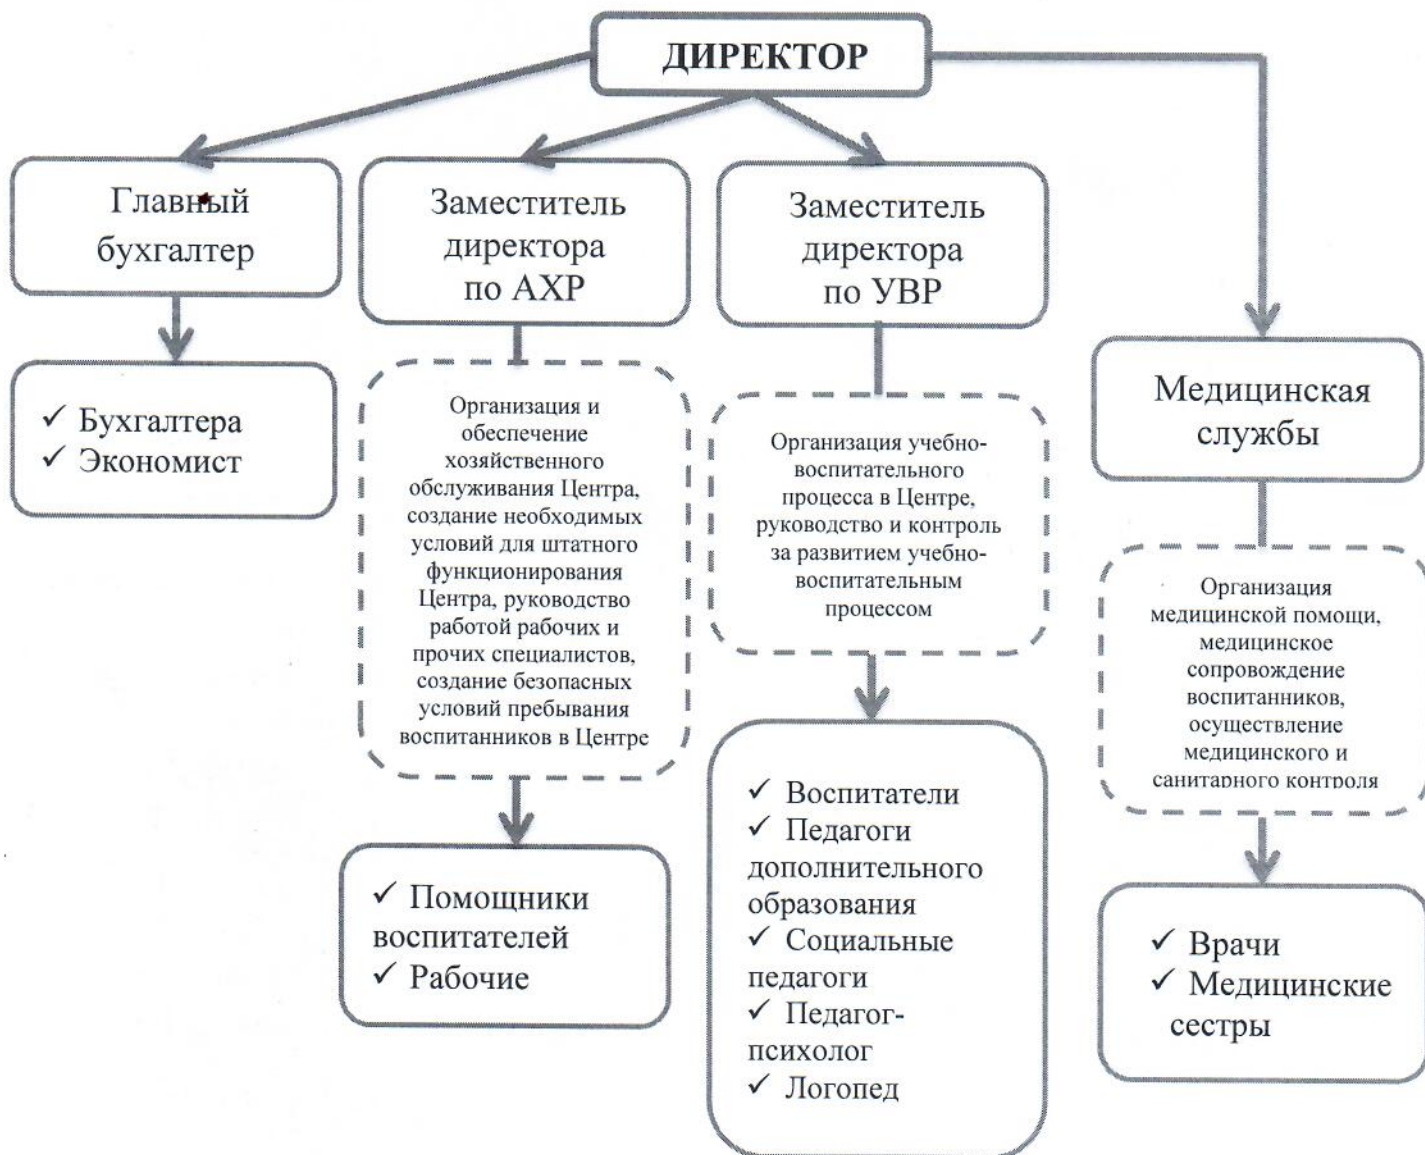 ДИРЕКТОР
Главный
бухгалтер
✓ Бухгалтера
✓ Экономист
Заместитель
директора
по АХР
Организация и
обеспечение
хозяйственного
обслуживания Центра,
создание необходимых
условий для штатного
функционирования
Центра, руководство
работой рабочих и
прочих специалистов,
создание безопасных
условий пребывания
воспитанников в Центре
✓ Помощники
воспитателей
✓ Рабочие
Заместитель
директора
по УВР
Организация учебно-
воспитательного
процесса в Центре,
руководство и контроль
за развитием учебно-
воспитательным
процессом
✓ Воспитатели
✓ Педагоги
дополнительного
образования
✓ Социальные
педагоги
✓ Педагог-
психолог
✓ Логопед
Медицинская
службы
Организация
медицинской помощи,
медицинское
сопровождение
воспитанников,
осуществление
медицинского и
санитарного контроля
✓ Врачи
✓ Медицинские
сестры